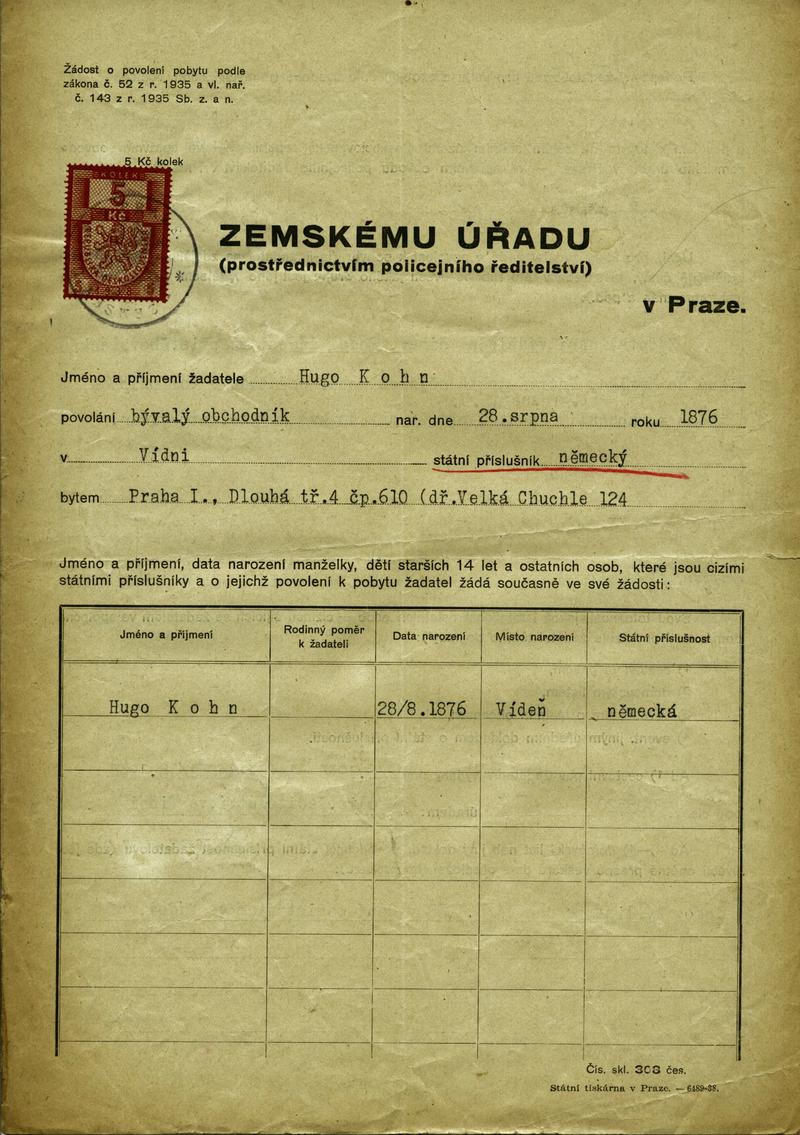 Žádost o povolení pobytu podle
zákona č. 52 z r. 1935 a vl. nař.
č. 143 z r. 1935 Sb. z. a n.
5 Kč kolek
KOLEK
5
Kč
ZEMSKÉMU ÚŘADU
(prostřednictvím policejního ředitelství)
v Praze.
Jméno a příjmení žadatele Hugo K o h n
povolání bývalý obchodník nar. dne 28.srpna roku 1876
v Vídni státní příslušník německý
bytem Praha I., Dlouhá tř.4 čp.610 (dř.Velká Chuchle 124
Jméno a příjmení, data narození manželky, dětí starších 14 let a ostatních osob, které jsou cizími
státními příslušníky a o jejichž povolení k pobytu žadatel žádá současně ve své žádosti:
Jméno a příjmení Rodinný poměr k žadateli Data narození Místo narození Státní příslušnost
Hugo K o h n 28/8.1876 Vídeň německá
Čís. skl. 303 čes.
Státní tiskárna v Praze. — 6489-38.